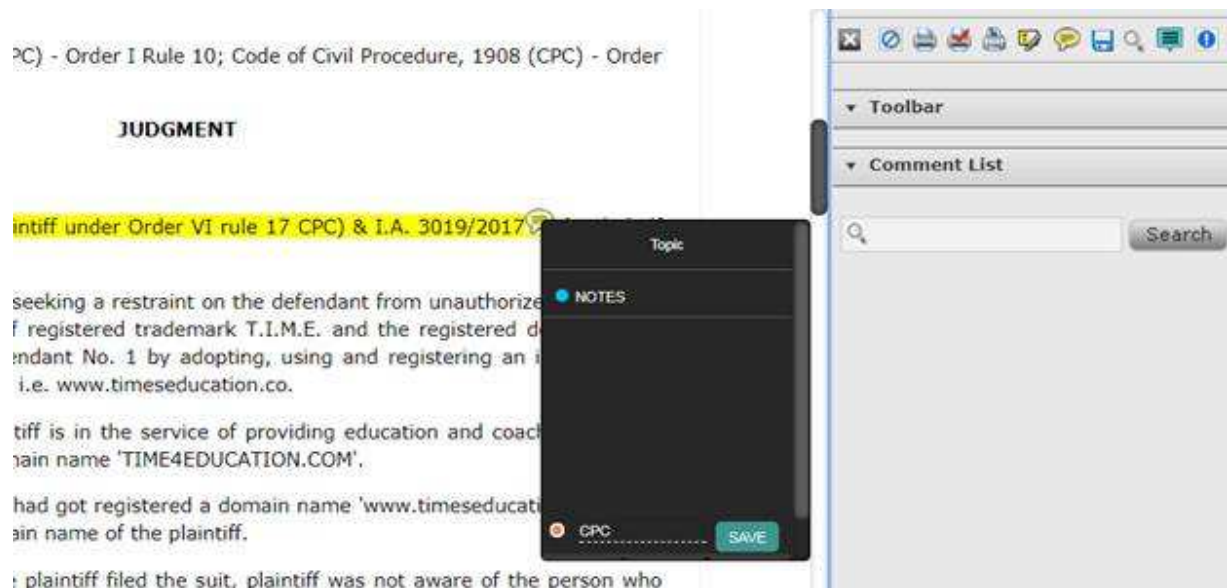 PC) - Order I Rule 10; Code of Civil Procedure, 1908 (CPC) - Order
JUDGMENT
intiff under Order VI rule 17 CPC) & I.A. 3019/2017
seeking a restraint on the defendant from unauthorize
f registered trademark T.I.M.E. and the registered d
endant No. 1 by adopting, using and registering an i
i.e. www.timeseducation.co.
tiff is in the service of providing education and coach
main name 'TIME4EDUCATION.COM'.
had got registered a domain name 'www.timeseducati
ain name of the plaintiff.
plaintiff filed the suit, plaintiff was not aware of the person who
Topic
NOTES
CPC
SAVE
Toolbar
Comment List
Search